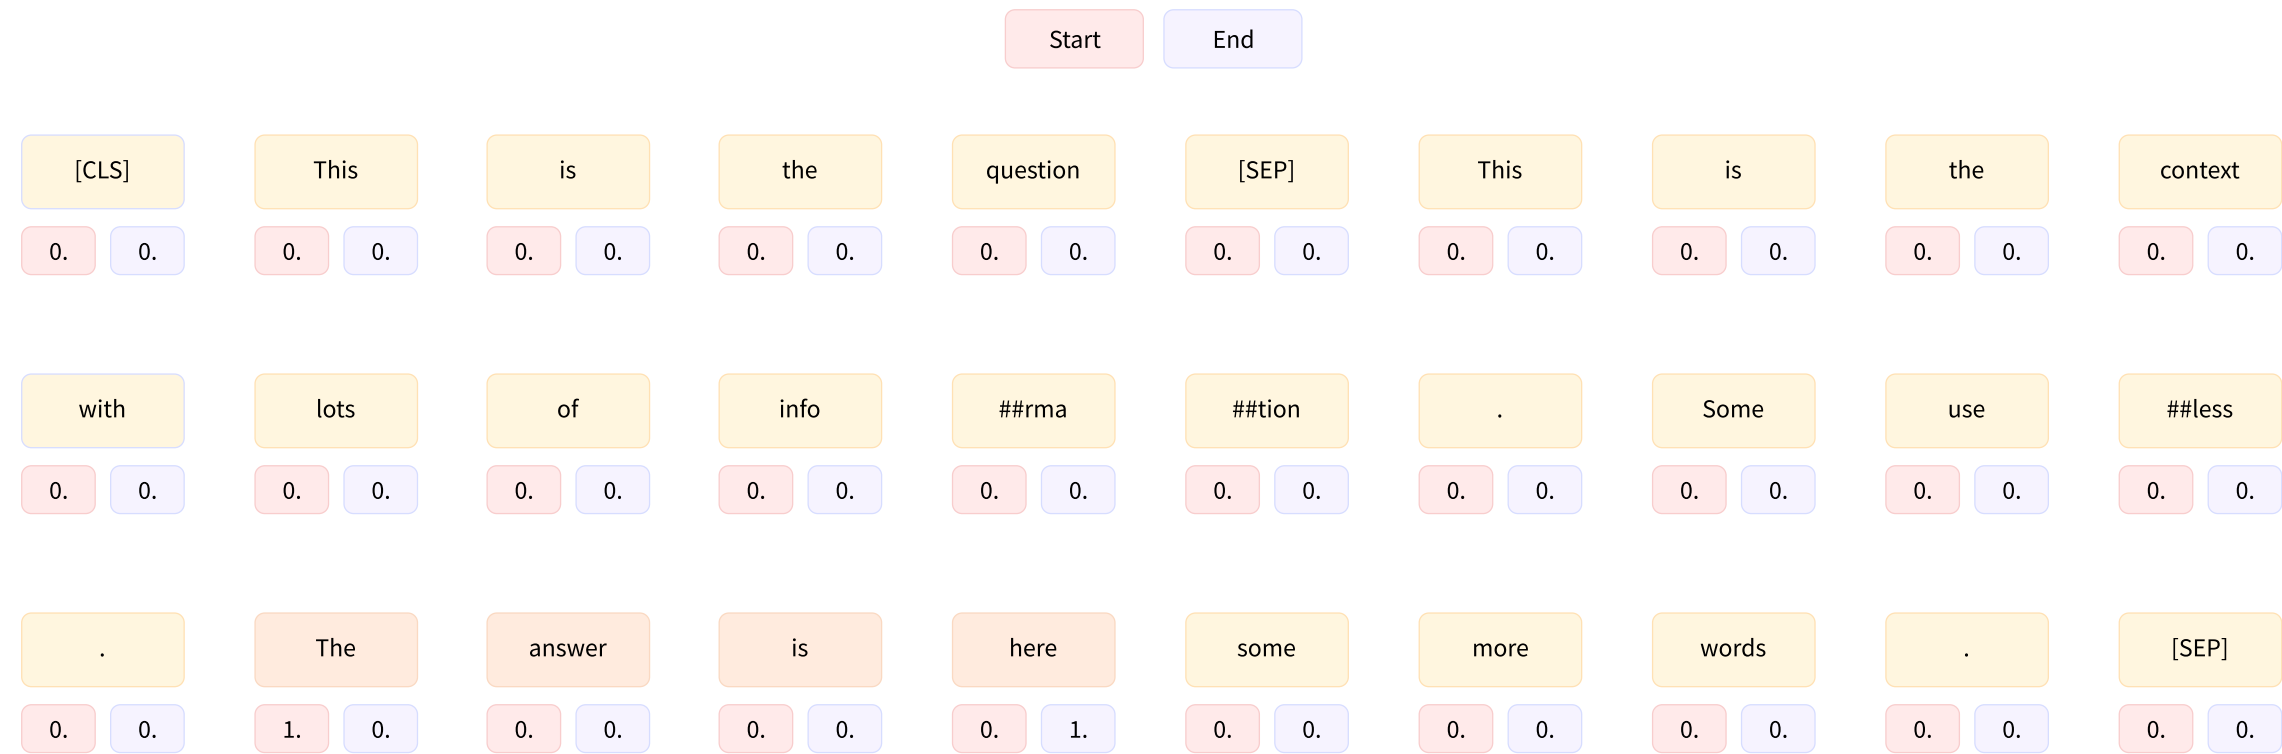 Start End
[CLS] This is the question [SEP] This is the context
0. 0. 0. 0. 0. 0. 0. 0. 0. 0. 0. 0. 0. 0. 0. 0. 0. 0. 0. 0.
with lots of info ##rma ##tion . Some use ##less
0. 0. 0. 0. 0. 0. 0. 0. 0. 0. 0. 0. 0. 0. 0. 0. 0. 0. 0. 0.
. The answer is here some more words . [SEP]
0. 0. 1. 0. 0. 0. 0. 0. 0. 1. 0. 0. 0. 0. 0. 0. 0. 0. 0. 0.